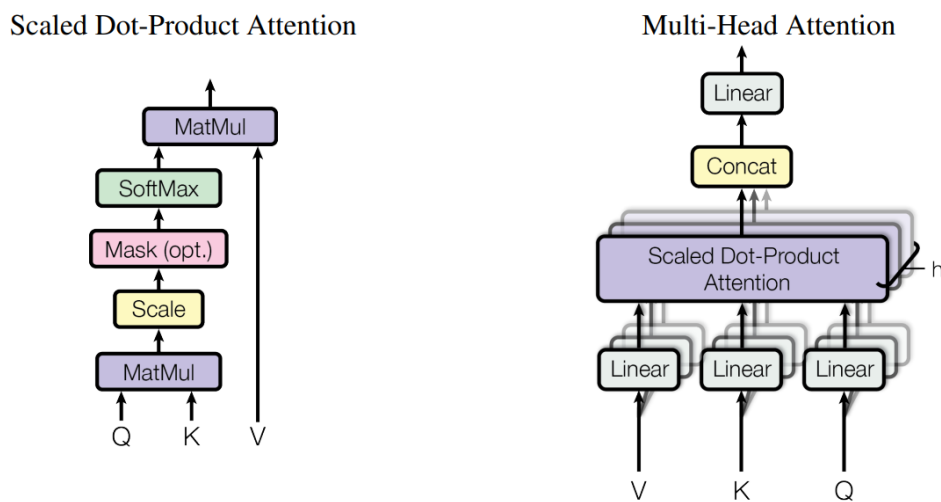 Scaled Dot-Product Attention
MatMul
SoftMax
Mask (opt.)
Scale
MatMul
Q K V
Multi-Head Attention
Linear
Concat
Scaled Dot-Product
Attention
h
Linear Linear Linear
V K Q